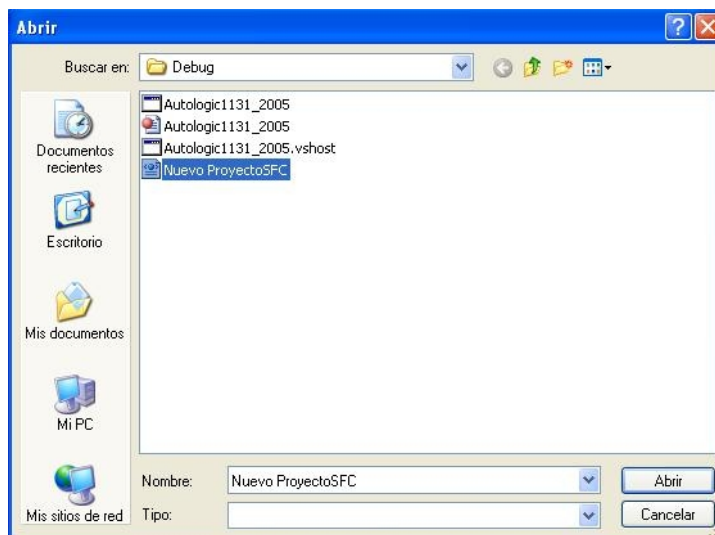 Abrir
Buscar en:
Debug
Documentos
recientes
Escritorio
Mis documentos
Mi PC
Mis sitios de red
Autologic1131_2005
Autologic1131_2005
Autologic1131_2005.vshost
Nuevo ProyectoSFC
Nombre:
Nuevo ProyectoSFC
Abrir
Tipo:
Cancelar